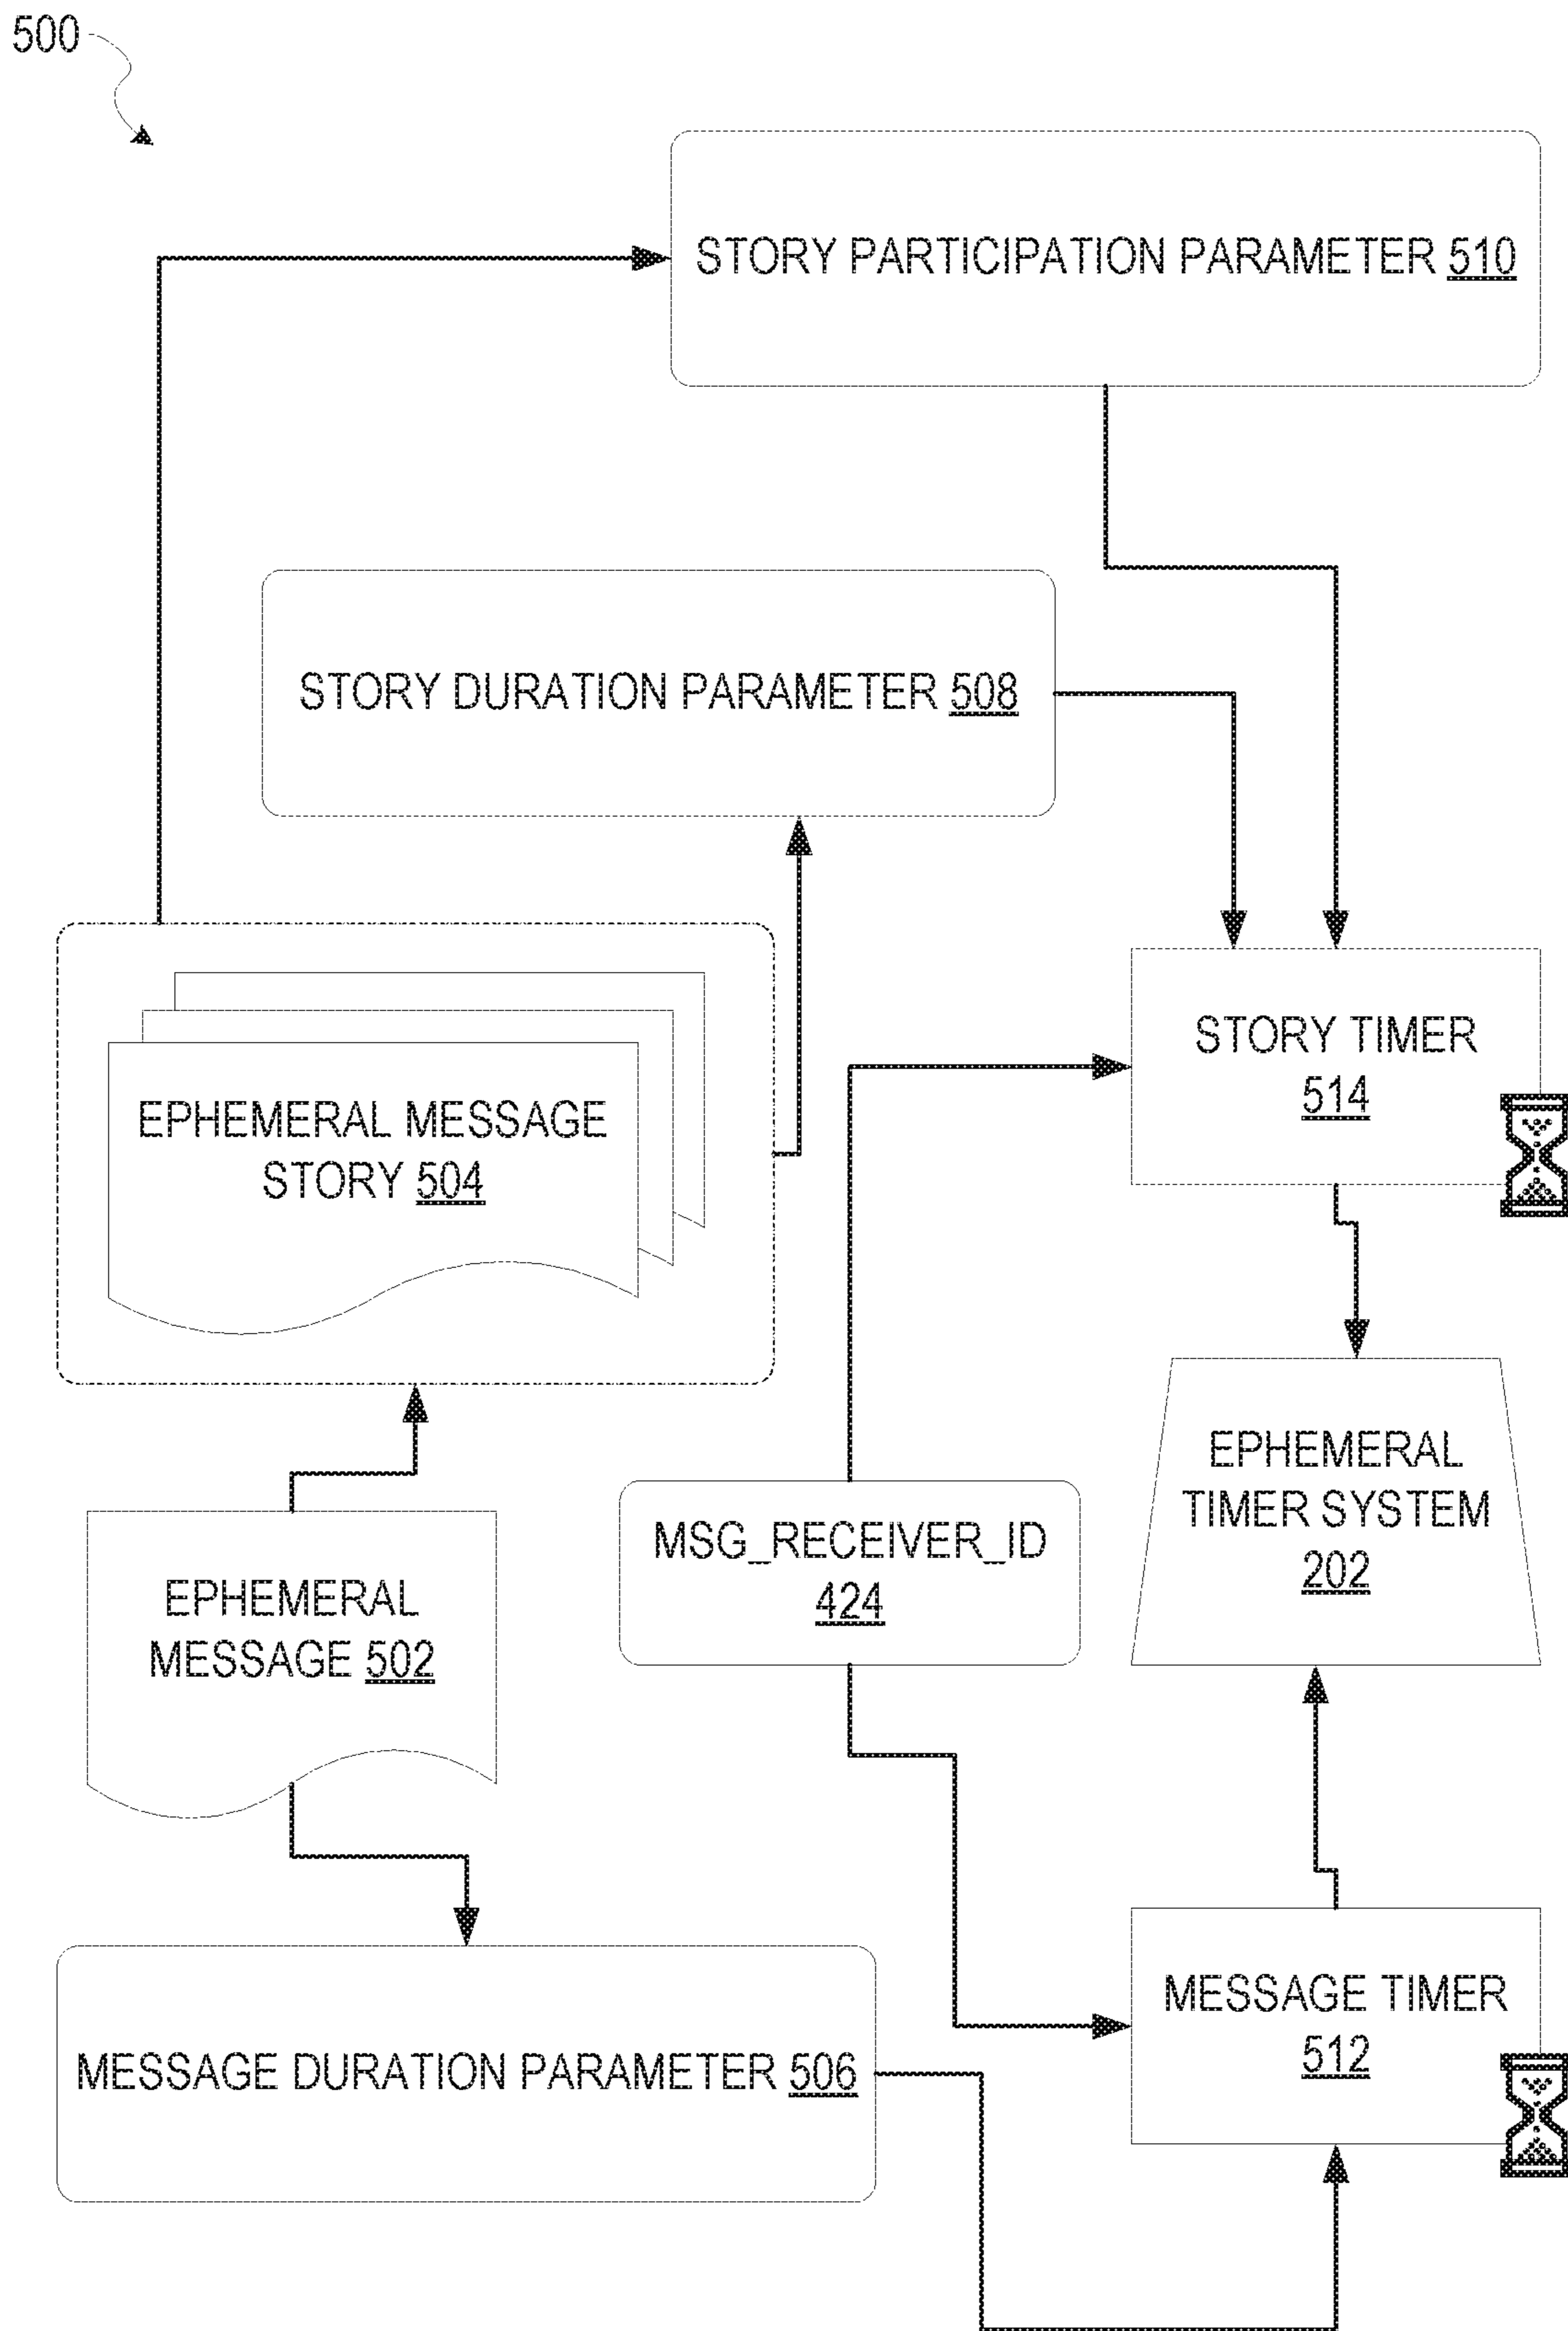 500
STORY PARTICIPATION PARAMETER 510
STORY DURATION PARAMETER 508
STORY TIMER
514
EPHEMERAL MESSAGE
STORY 504
EPHEMERAL
TIMER SYSTEM
202
MSG_RECEIVER_ID
424
EPHEMERAL
MESSAGE 502
MESSAGE TIMER
512
MESSAGE DURATION PARAMETER 506